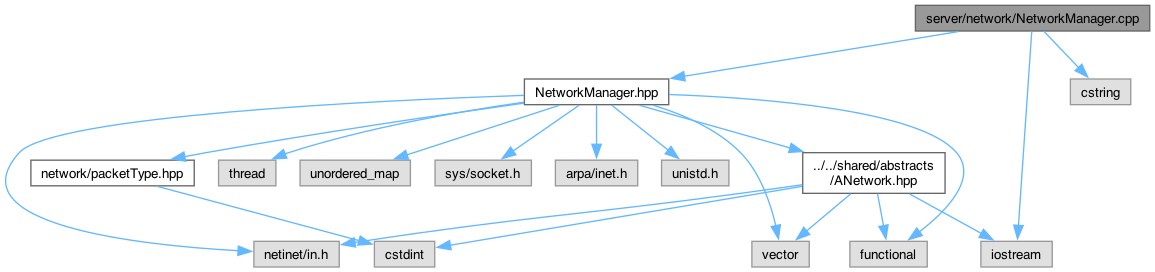 server/network/NetworkManager.cpp
NetworkManager.hpp
cstring
network/packetType.hpp
thread
unordered_map
sys/socket.h
arpa/inet.h
unistd.h
../../shared/abstracts
/ANetwork.hpp
netinet/in.h
cstdint
vector
functional
iostream